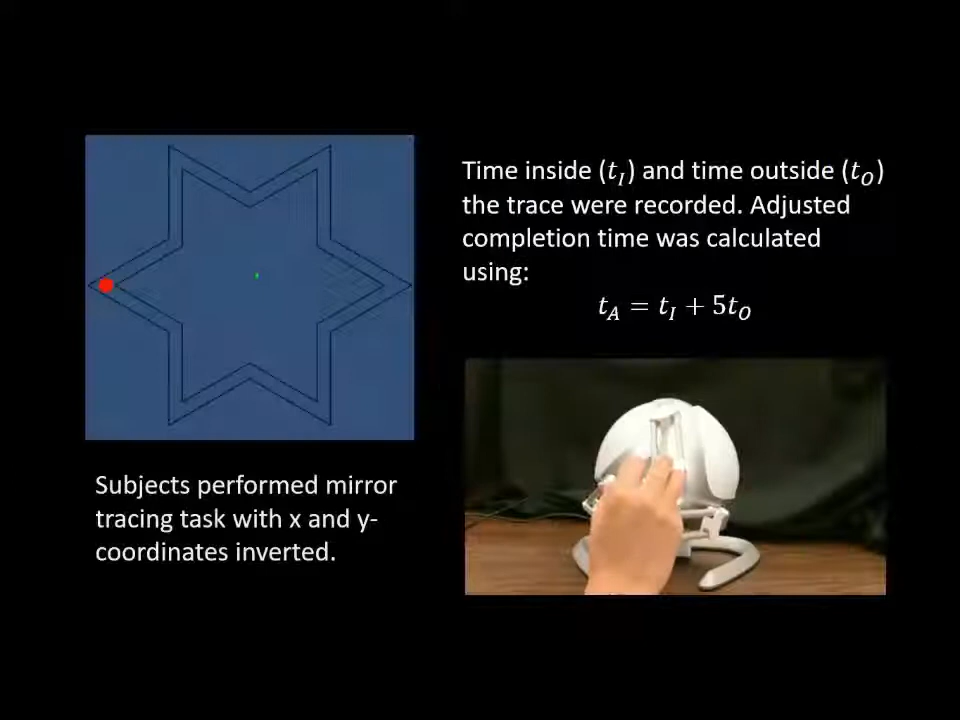 Time inside (t_I) and time outside (t_O)
the trace were recorded. Adjusted
completion time was calculated
using:
t_A = t_I + 5t_O
Subjects performed mirror
tracing task with x and y-
coordinates inverted.